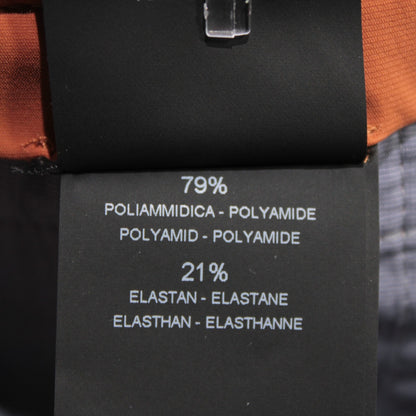 79%
POLIAMMIDICA - POLYAMIDE
POLYAMID - POLYAMIDE
21%
ELASTAN - ELASTANE
ELASTHAN - ELASTHANNE